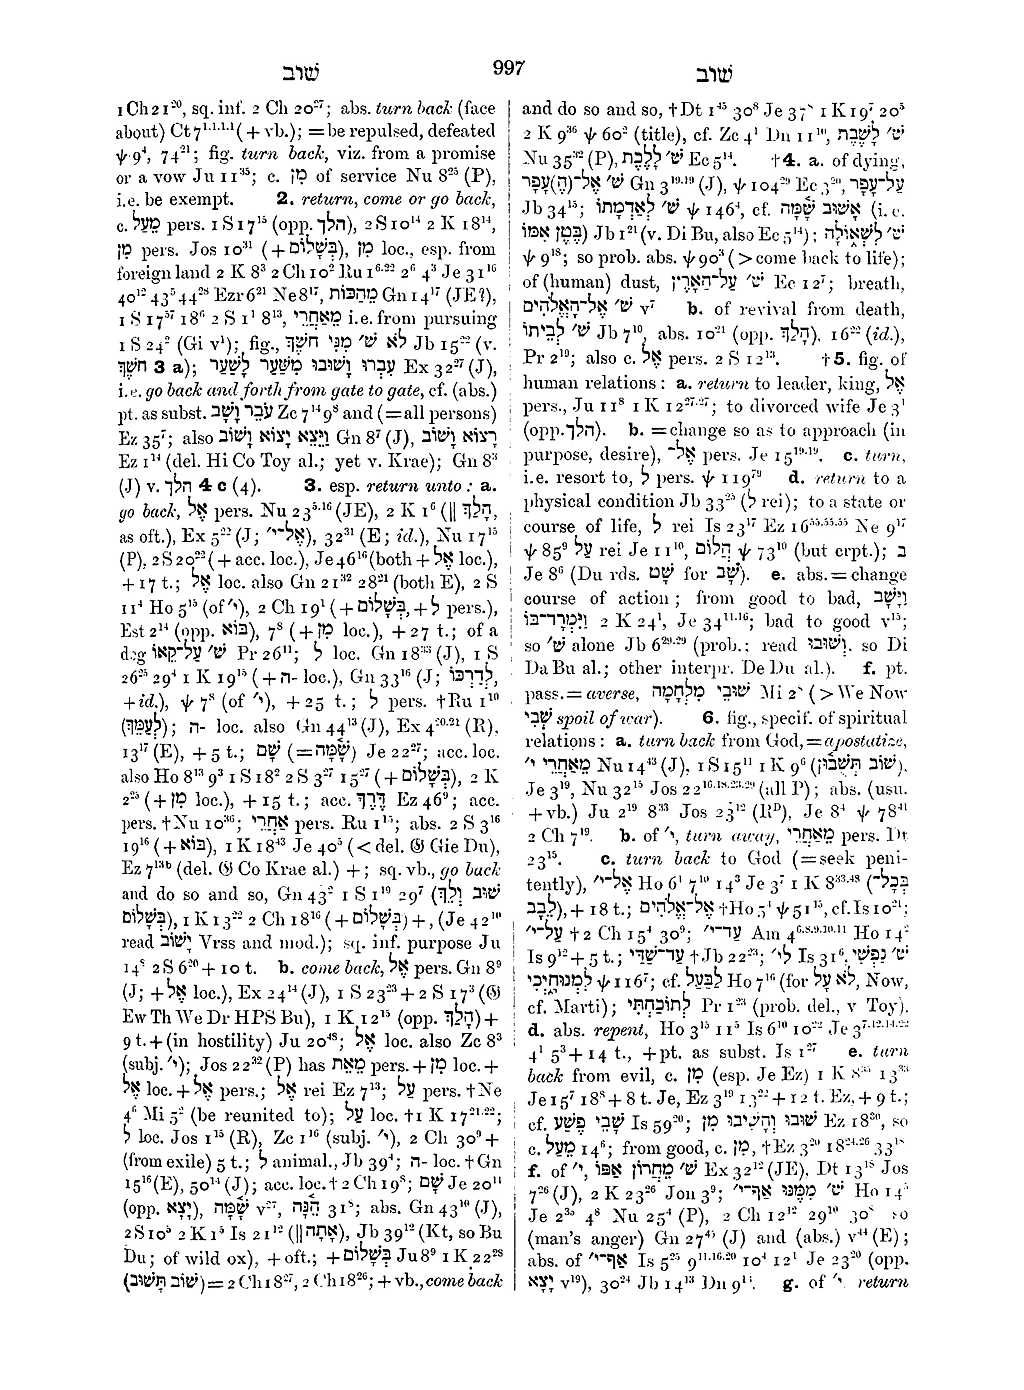 שׁוב
997
שׁוב
1 Ch 21²⁰, sq. inf. 2 Ch 20²⁷; abs. turn back (face
about) Ct 7¹·¹·¹·¹ (+ vb.); = be repulsed, defeated
ψ 9⁴, 74²¹; fig. turn back, viz. from a promise
or a vow Ju 11³⁵; c. מִן of service Nu 8²⁵ (P),
i.e. be exempt. 2. return, come or go back,
c. מֵעַל pers. 1 S 17¹⁵ (opp. הלך), 2 S 10¹⁴ 2 K 18¹⁴,
מִן pers. Jos 10³¹ (+ בְּשָׁלוֹם), מִן loc., esp. from
foreign land 2 K 8³ 2 Ch 10² Ru 1⁶·²² 2⁶ 4³ Je 31¹⁶
40¹² 43⁵ 44²⁸ Ezr 6²¹ Ne 8¹⁷, מֵהַכּוֹת Gn 14¹⁷ (JE?),
1 S 17⁵⁷ 18⁶ 2 S 1¹ 8¹³, מֵאַחֲרֵי i.e. from pursuing
1 S 24² (Gi v¹); fig., לֹא שׁ׳ מִנִּי חשֶׁךְ Jb 15²² (v.
חשֶׁךְ 3 a); עִבְרוּ וָשׁוּבוּ מִשַּׁעַר לָשַׁעַר Ex 32²⁷ (J),
i.e. go back and forth from gate to gate, cf. (abs.)
pt. as subst. עֹבֵר וָשָׁב Zc 7¹⁴ 9⁸ and (= all persons)
Ez 35⁷; also וַיֵּצֵא יָצוֹא וָשׁוֹב Gn 8⁷ (J), רָצוֹא וָשׁוֹב
Ez 1¹⁴ (del. Hi Co Toy al.; yet v. Krae); Gn 8³
(J) v. הלך 4 c (4). 3. esp. return unto: a.
go back, אֶל pers. Nu 23⁵·¹⁶ (JE), 2 K 1⁶ (|| הָלַךְ,
as oft.), Ex 5²² (J; אֶל־י׳), 32³¹ (E; id.), Nu 17¹⁵
(P), 2 S 20²² (+ acc. loc.), Je 46¹⁶ (both + אֶל loc.),
+ 17 t.; אֶל loc. also Gn 21³² 28²¹ (both E), 2 S
11⁴ Ho 5¹⁵ (of י׳), 2 Ch 19¹ (+ בְּשָׁלוֹם, + לְ pers.),
Est 2¹⁴ (opp. בּוֹא), 7⁸ (+ מִן loc.), + 27 t.; of a
dog שׁ׳ עַל־קֵאוֹ Pr 26¹¹; לְ loc. Gn 18³³ (J), 1 S
26²⁵ 29⁴ 1 K 19¹⁵ (+ ה- loc.), Gn 33¹⁶ (J; לְדַרְכּוֹ,
+ id.), ψ 7⁸ (of י׳), + 25 t.; לְ pers. †Ru 1¹⁰
(לְעַמֵּךְ); ה- loc. also Gn 44¹³ (J), Ex 4²⁰·²¹ (R),
13¹⁷ (E), + 5 t.; שָׁם (= שָׁמָּה) Je 22²⁷; acc. loc.
also Ho 8¹³ 9³ 1 S 18² 2 S 3²⁷ 15²⁷ (+ בְּשָׁלוֹם), 2 K
2²⁵ (+ מִן loc.), + 15 t.; acc. דֶּרֶךְ Ez 46⁹; acc.
pers. †Nu 10³⁶; אַחֲרֵי pers. Ru 1¹⁵; abs. 2 S 3¹⁶
19¹⁶ (+ בּוֹא), 1 K 18⁴³ Je 40⁵ (< del. 𝔊 Gie Du),
Ez 7¹³ᵇ (del. 𝔊 Co Krae al.) +; sq. vb., go back
and do so and so, Gn 43² 1 S 1¹⁹ 29⁷ (שׁוּב וְלֵךְ
בְּשָׁלוֹם), 1 K 13²² 2 Ch 18¹⁶ (+ בְּשָׁלוֹם) +, (Je 42¹⁰
read יָשׁוֹב Vrss and mod.); sq. inf. purpose Ju
14⁸ 2 S 6²⁰ + 10 t. b. come back, אֶל pers. Gn 8⁹
(J; + אֶל loc.), Ex 24¹⁴ (J), 1 S 23²³ + 2 S 17³ (𝔊
Ew Th We Dr HPS Bu), 1 K 12¹⁵ (opp. הָלַךְ) +
9 t. + (in hostility) Ju 20⁴⁸; אֶל loc. also Zc 8³
(subj. י׳); Jos 22³² (P) has מֵאֵת pers. + מִן loc. +
אֶל loc. + אֶל pers.; אֶל rei Ez 7¹³; עַל pers. †Ne
4⁶ Mi 5² (be reunited to); עַל loc. †1 K 17²¹·²²;
לְ loc. Jos 1¹⁵ (R), Zc 1¹⁶ (subj. י׳), 2 Ch 30⁹ +
(from exile) 5 t.; לְ animal., Jb 39⁴; ה- loc. †Gn
15¹⁶ (E), 50¹⁴ (J); acc. loc. † 2 Ch 19⁸; שָׁם Je 20¹¹
(opp. יָצָא), שָׁמָּה v²⁷, הֵנָּה 31⁸; abs. Gn 43¹⁰ (J),
2 S 10⁵ 2 K 1⁵ Is 21¹² (|| אָתָה), Jb 39¹² (Kt, so Bu
Du; of wild ox), + oft.; + בְּשָׁלוֹם Ju 8⁹ 1 K 22²⁸
(שׁוֹב תָּשׁוּב) = 2 Ch 18²⁷, 2 Ch 18²⁶; + vb., come back
and do so and so, †Dt 1⁴⁵ 30⁸ Je 37⁸ 1 K 19⁷ 20⁵
2 K 9³⁶ ψ 60² (title), cf. Zc 4¹ Dn 11¹⁰, שׁ׳ לָשֶׁבֶת
Nu 35³² (P), שׁ׳ לָלֶכֶת Ec 5¹⁴. †4. a. of dying,
שׁ׳ אֶל־(הֶ)עָפָר Gn 3¹⁹·¹⁹ (J), ψ 104²⁹ Ec 3²⁰, עַל־עָפָר
Jb 34¹⁵; שׁ׳ לְאַדְמָתוֹ ψ 146⁴, cf. אָשׁוּב שָׁמָּה (i.e.
בֶּטֶן אִמּוֹ) Jb 1²¹ (v. Di Bu, also Ec 5¹⁴); שׁ׳ לִשְׁאוֹלָה
ψ 9¹⁸; so prob. abs. ψ 90³ (> come back to life);
of (human) dust, שׁ׳ עַל־הָאָרֶץ Ec 12⁷; breath,
שׁ׳ אֶל־הָאֱלֹהִים v⁷ b. of revival from death,
שׁ׳ לְבֵיתוֹ Jb 7¹⁰, abs. 10²¹ (opp. הָלַךְ), 16²² (id.),
Pr 2¹⁹; also c. אֶל pers. 2 S 12¹³. †5. fig. of
human relations: a. return to leader, king, אֶל
pers., Ju 11⁸ 1 K 12²⁷·²⁷; to divorced wife Je 3¹
(opp. הלך). b. = change so as to approach (in
purpose, desire), אֶל־ pers. Je 15¹⁹·¹⁹. c. turn,
i.e. resort to, לְ pers. ψ 119⁷⁹ d. return to a
physical condition Jb 33²⁵ (לְ rei); to a state or
course of life, לְ rei Is 23¹⁷ Ez 16⁵⁵·⁵⁵·⁵⁵ Ne 9¹⁷
ψ 85⁹ עַל rei Je 11¹⁰, הֲלוֹם ψ 73¹⁰ (but crpt.); ב
Je 8⁶ (Du rds. שָׁט for שָׁב). e. abs. = change
course of action; from good to bad, וַיָּשָׁב
וַיִּמְרָד־בּוֹ 2 K 24¹, Je 34¹¹·¹⁶; bad to good v¹⁵;
so שׁ׳ alone Jb 6²⁹·²⁹ (prob.: read וְשׁוּבוּ, so Di
Da Bu al.; other interpr. De Du al.). f. pt.
pass. = averse, שׁוּבֵי מִלְחָמָה Mi 2⁸ (> We Now
שְׁבִי spoil of war). 6. fig., specif. of spiritual
relations: a. turn back from God, = apostatize,
מֵאַחֲרֵי י׳ Nu 14⁴³ (J), 1 S 15¹¹ 1 K 9⁶ (שׁוֹב תְּשֻׁבוּן),
Je 3¹⁹, Nu 32¹⁵ Jos 22¹⁶·¹⁸·²³·²⁹ (all P); abs. (usu.
+ vb.) Ju 2¹⁹ 8³³ Jos 23¹² (Rᴰ), Je 8⁴ ψ 78⁴¹
2 Ch 7¹⁹. b. of י׳, turn away, מֵאַחֲרֵי pers. Dt
23¹⁵. c. turn back to God (= seek peni-
tently), אֶל־י׳ Ho 6¹ 7¹⁰ 14³ Je 3⁷ 1 K 8³³·⁴⁸ (בְּכָל־
לֵבָב), + 18 t.; אֶל־אֱלֹהִים †Ho 5⁴ ψ 51¹⁵, cf. Is 10²¹;
עַל־י׳ † 2 Ch 15⁴ 30⁹; עַד־י׳ Am 4⁶·⁸·⁹·¹⁰·¹¹ Ho 14²
Is 9¹² + 5 t.; עַד־שַׁדַּי † Jb 22²³; לְי׳ Is 31⁶, שׁ׳ נַפְשִׁי
לִמְנוּחָיְכִי ψ 116⁷; cf. לַבַּעַל Ho 7¹⁶ (for לֹא עַל, Now,
cf. Marti); לְתוֹכַחְתִּי Pr 1²³ (prob. del., v Toy).
d. abs. repent, Ho 3¹⁵ 11⁵ Is 6¹⁰ 10²² Je 3⁷·¹²·¹⁴·²²
4¹ 5³ + 14 t., + pt. as subst. Is 1²⁷ e. turn
back from evil, c. מִן (esp. Je Ez) 1 K 8³⁵ 13³³
Je 15⁷ 18⁸ + 8 t. Je, Ez 3¹⁹ 13²² + 12 t. Ez, + 9 t.;
cf. שָׁבֵי פֶשַׁע Is 59²⁰; שׁוּבוּ וְהָשִׁיבוּ מִן Ez 18³⁰, so
c. מֵעַל 14⁶; from good, c. מִן, †Ez 3²⁰ 18²⁴·²⁶ 33¹⁸
f. of י׳, שׁ׳ מֵחֲרוֹן אַפּוֹ Ex 32¹² (JE), Dt 13¹⁸ Jos
7²⁶ (J), 2 K 23²⁶ Jon 3⁹; שׁ׳ מִמֶּנּוּ אַף־י׳ Ho 14⁵
Je 2³⁵ 4⁸ Nu 25⁴ (P), 2 Ch 12¹² 29¹⁰ 30⁸ so
(man's anger) Gn 27⁴⁵ (J) and (abs.) v⁴⁴ (E);
abs. of אַף־י׳ Is 5²⁵ 9¹¹·¹⁶·²⁰ 10⁴ 12¹ Je 23²⁰ (opp.
יָצָא v¹⁹), 30²⁴ Jb 14¹³ Dn 9¹⁶. g. of י׳ return